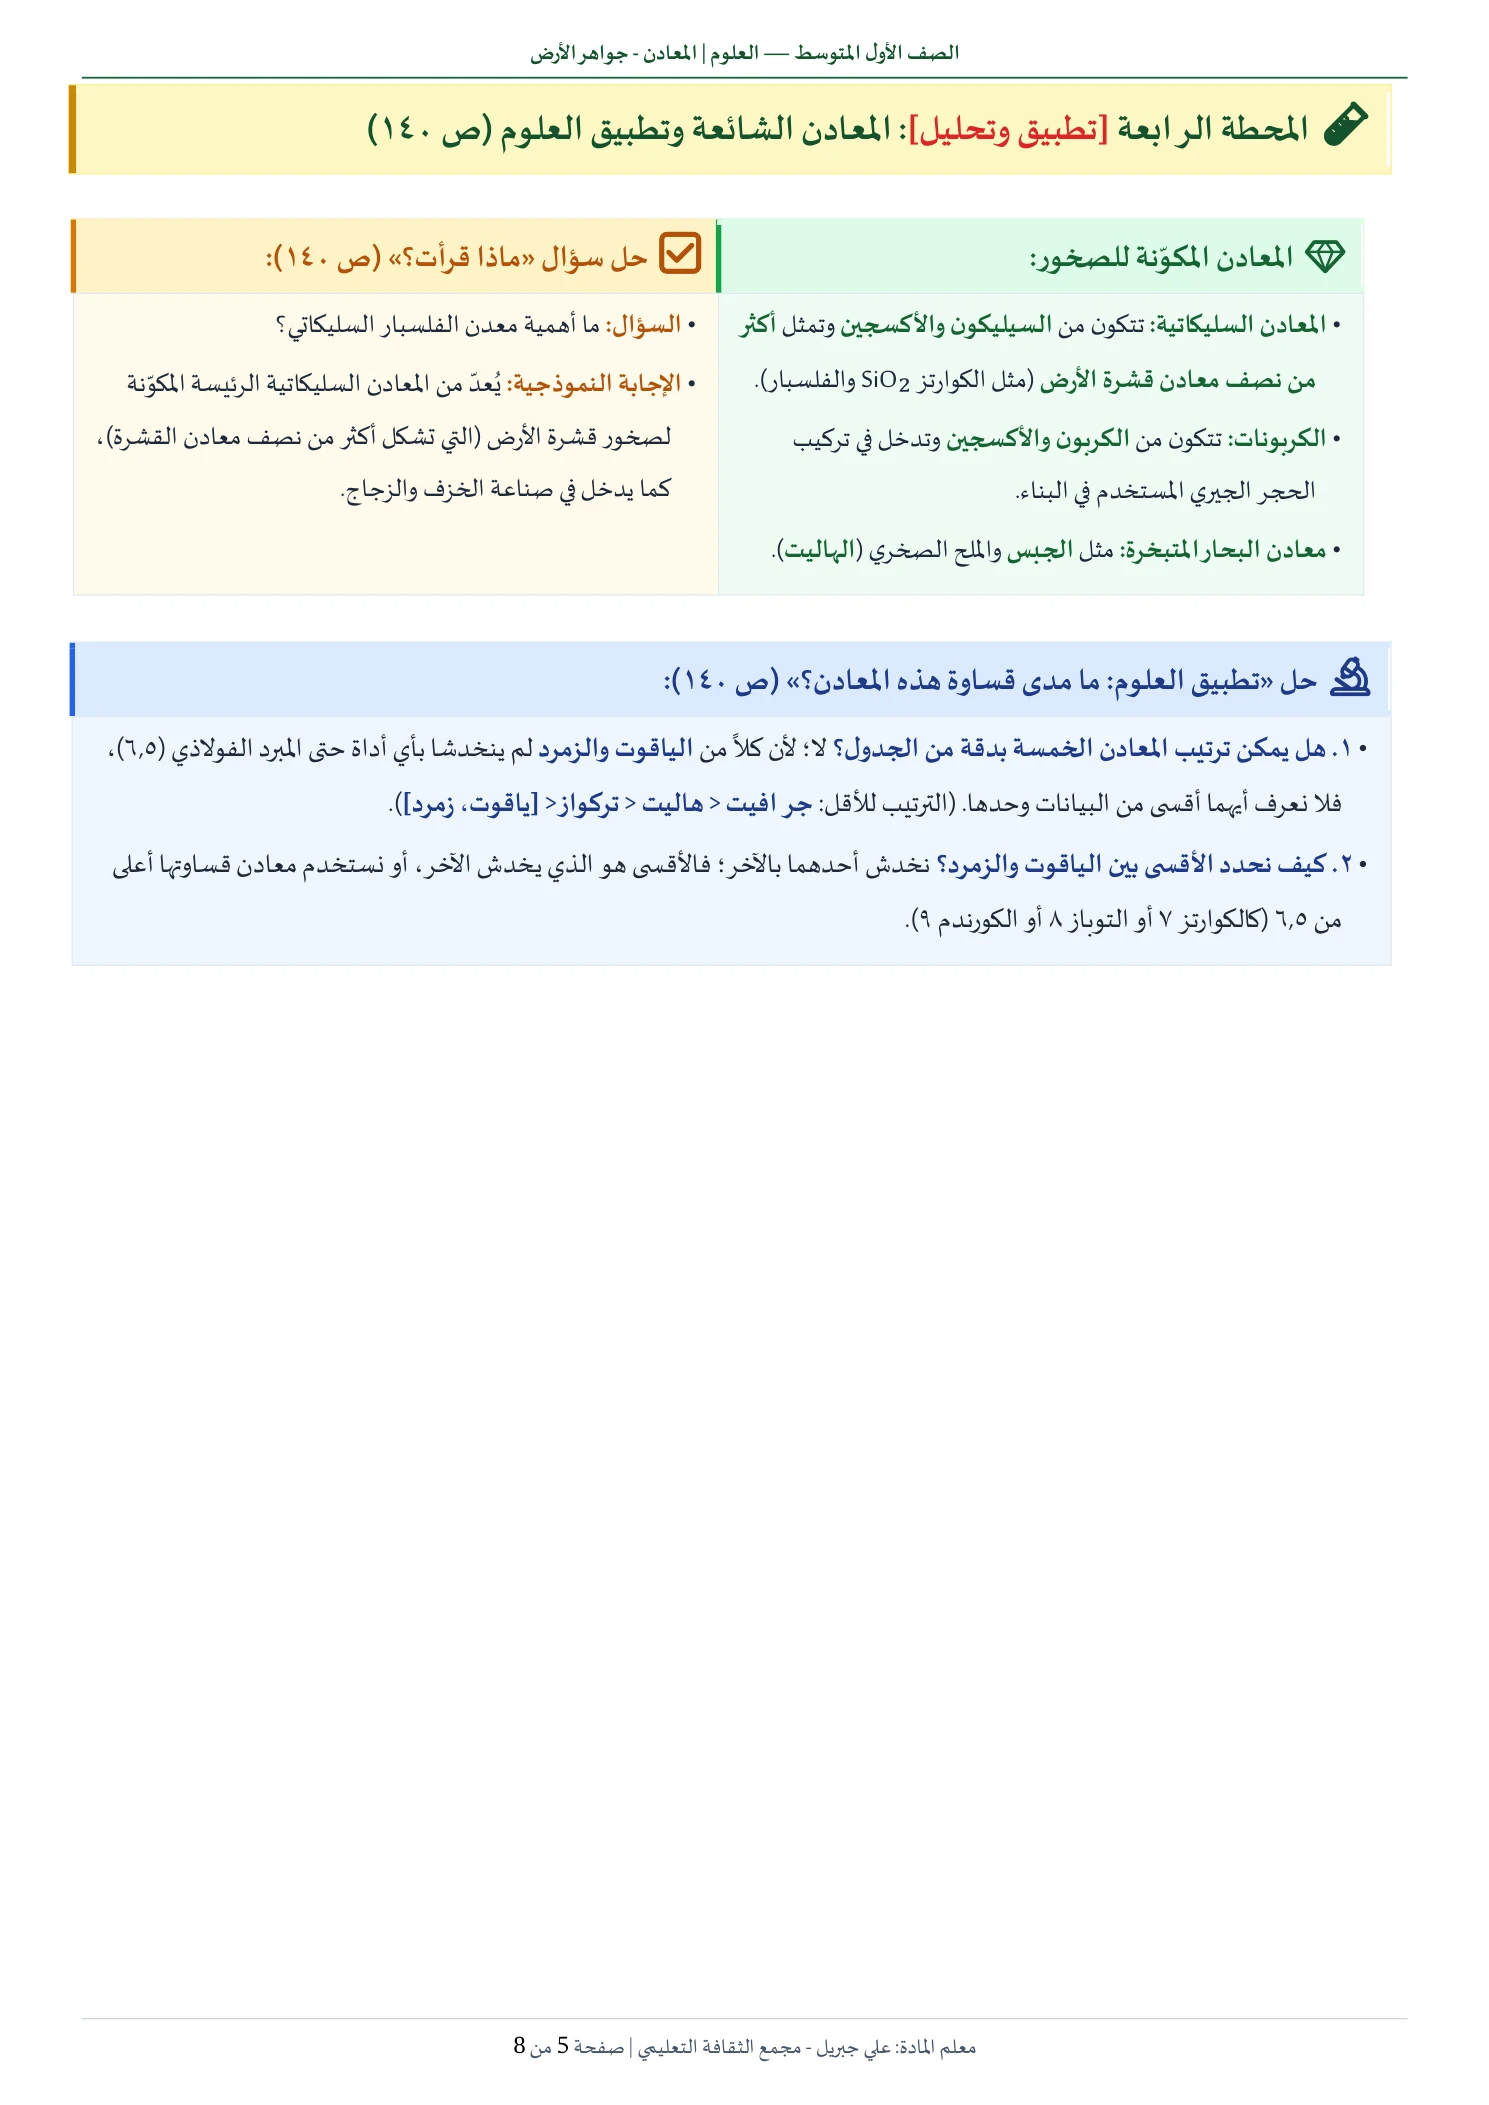 الصف الأول المتوسط — العلوم | المعادن - جواهر الأرض
المحطة الرابعة [تطبيق وتحليل]: المعادن الشائعة وتطبيق العلوم (ص ١٤٠)
المعادن المكوّنة للصخور:
• المعادن السليكاتية: تتكون من السيليكون والأكسجين وتمثل أكثر
من نصف معادن قشرة الأرض (مثل الكوارتز SiO₂ والفلسبار).
• الكربونات: تتكون من الكربون والأكسجين وتدخل في تركيب
الحجر الجيري المستخدم في البناء.
• معادن البحار المتبخرة: مثل الجبس والملح الصخري (الهاليت).
حل سؤال «ماذا قرأت؟» (ص ١٤٠):
• السؤال: ما أهمية معدن الفلسبار السليكاتي؟
• الإجابة النموذجية: يُعدّ من المعادن السليكاتية الرئيسة المكوّنة
لصخور قشرة الأرض (التي تشكل أكثر من نصف معادن القشرة)،
كما يدخل في صناعة الخزف والزجاج.
حل «تطبيق العلوم: ما مدى قساوة هذه المعادن؟» (ص ١٤٠):
• ١. هل يمكن ترتيب المعادن الخمسة بدقة من الجدول؟ لا؛ لأن كلاً من الياقوت والزمرد لم ينخدشا بأي أداة حتى المبرد الفولاذي (٦,٥)،
فلا نعرف أيهما أقسى من البيانات وحدها. (الترتيب للأقل: جرافيت < هاليت < تركواز< [ياقوت، زمرد]).
• ٢. كيف نحدد الأقسى بين الياقوت والزمرد؟ نخدش أحدهما بالآخر؛ فالأقسى هو الذي يخدش الآخر، أو نستخدم معادن قساوتها أعلى
من ٦,٥ (كالكوارتز ٧ أو التوباز ٨ أو الكورندم ٩).
معلم المادة: علي جبريل - مجمع الثقافة التعليمي | صفحة 5 من 8